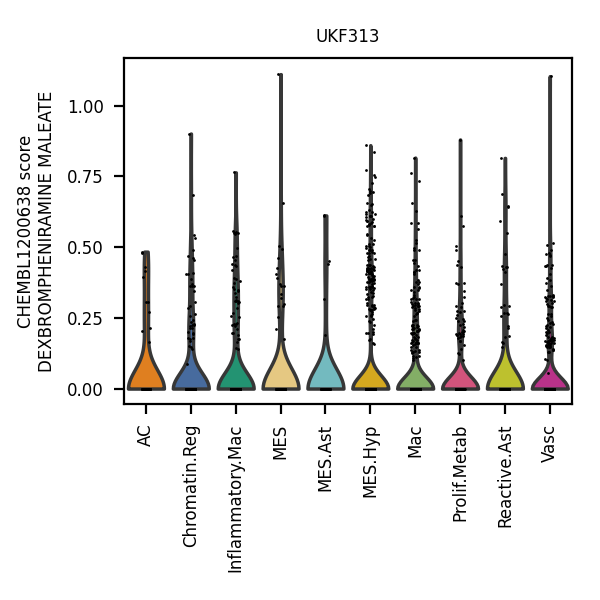 UKF313
CHEMBL1200638 score
DEXBROMPHENIRAMINE MALEATE
1.00
0.75
0.50
0.25
0.00
AC
Chromatin.Reg
Inflammatory.Mac
MES
MES.Ast
MES.Hyp
Mac
Prolif.Metab
Reactive.Ast
Vasc